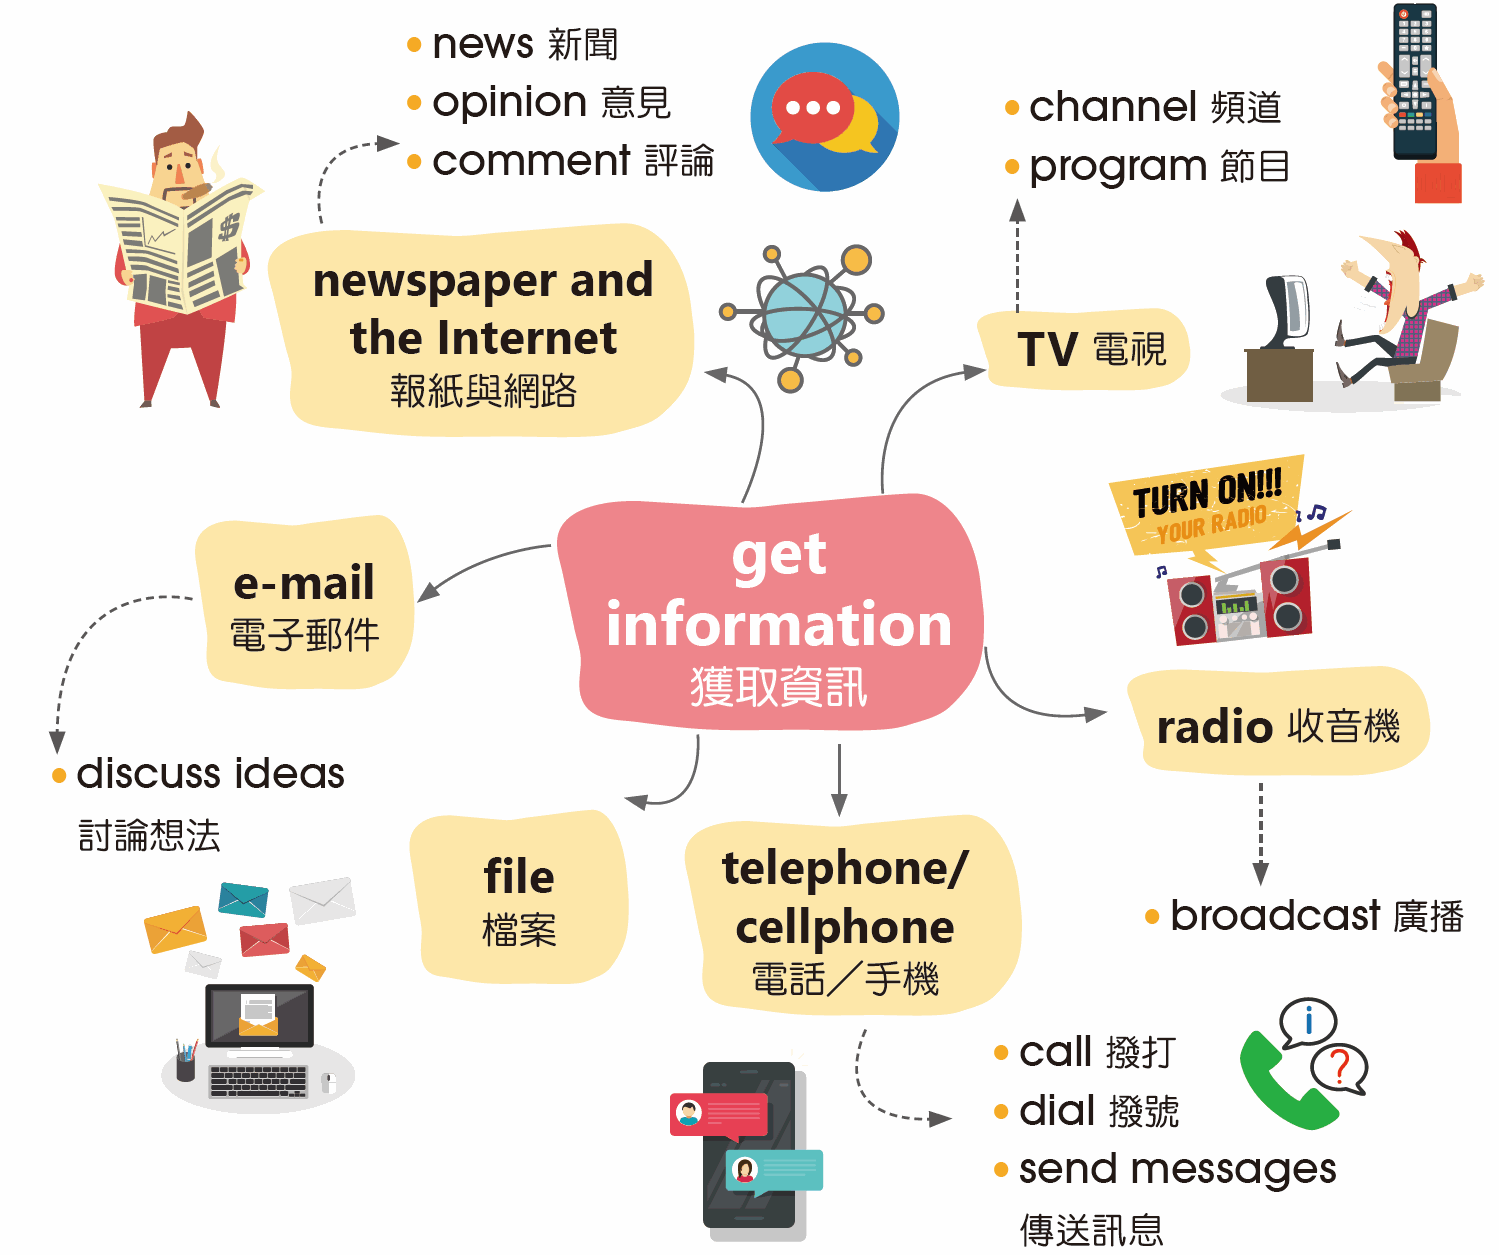 news 新聞
opinion 意見
comment 評論
channel 頻道
program 節目
newspaper and
the Internet
報紙與網路
TV 電視
TURN ON!!!
YOUR RADIO
get
information
獲取資訊
e-mail
電子郵件
radio 收音機
discuss ideas
討論想法
file
檔案
telephone/
cellphone
電話／手機
broadcast 廣播
call 撥打
dial 撥號
send messages
傳送訊息
$
i
?